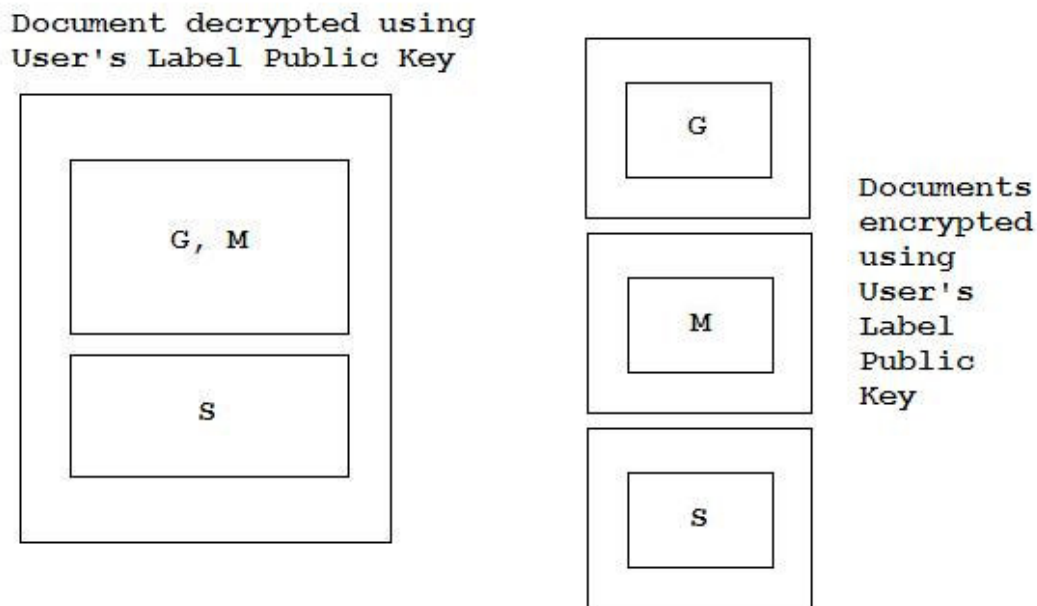 Document decrypted using
User's Label Public Key
G, M
S
G
M
S
Documents
encrypted
using
User's
Label
Public
Key